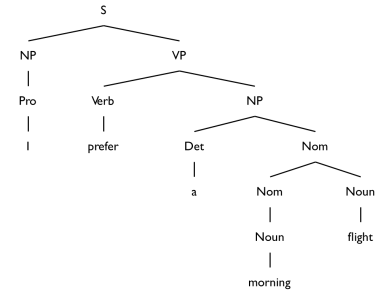 S
NP VP
Pro Verb NP
I prefer Det Nom
a Nom Noun
Noun flight
morning